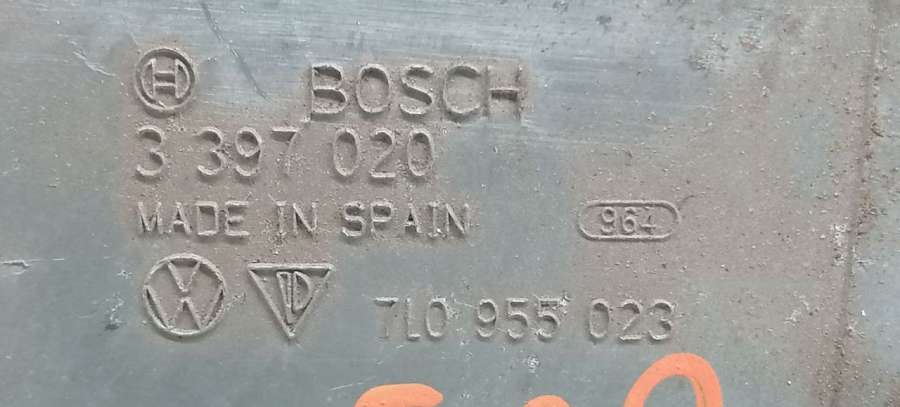 BOSCH
3 397 020
MADE IN SPAIN
964
7L0 955 023